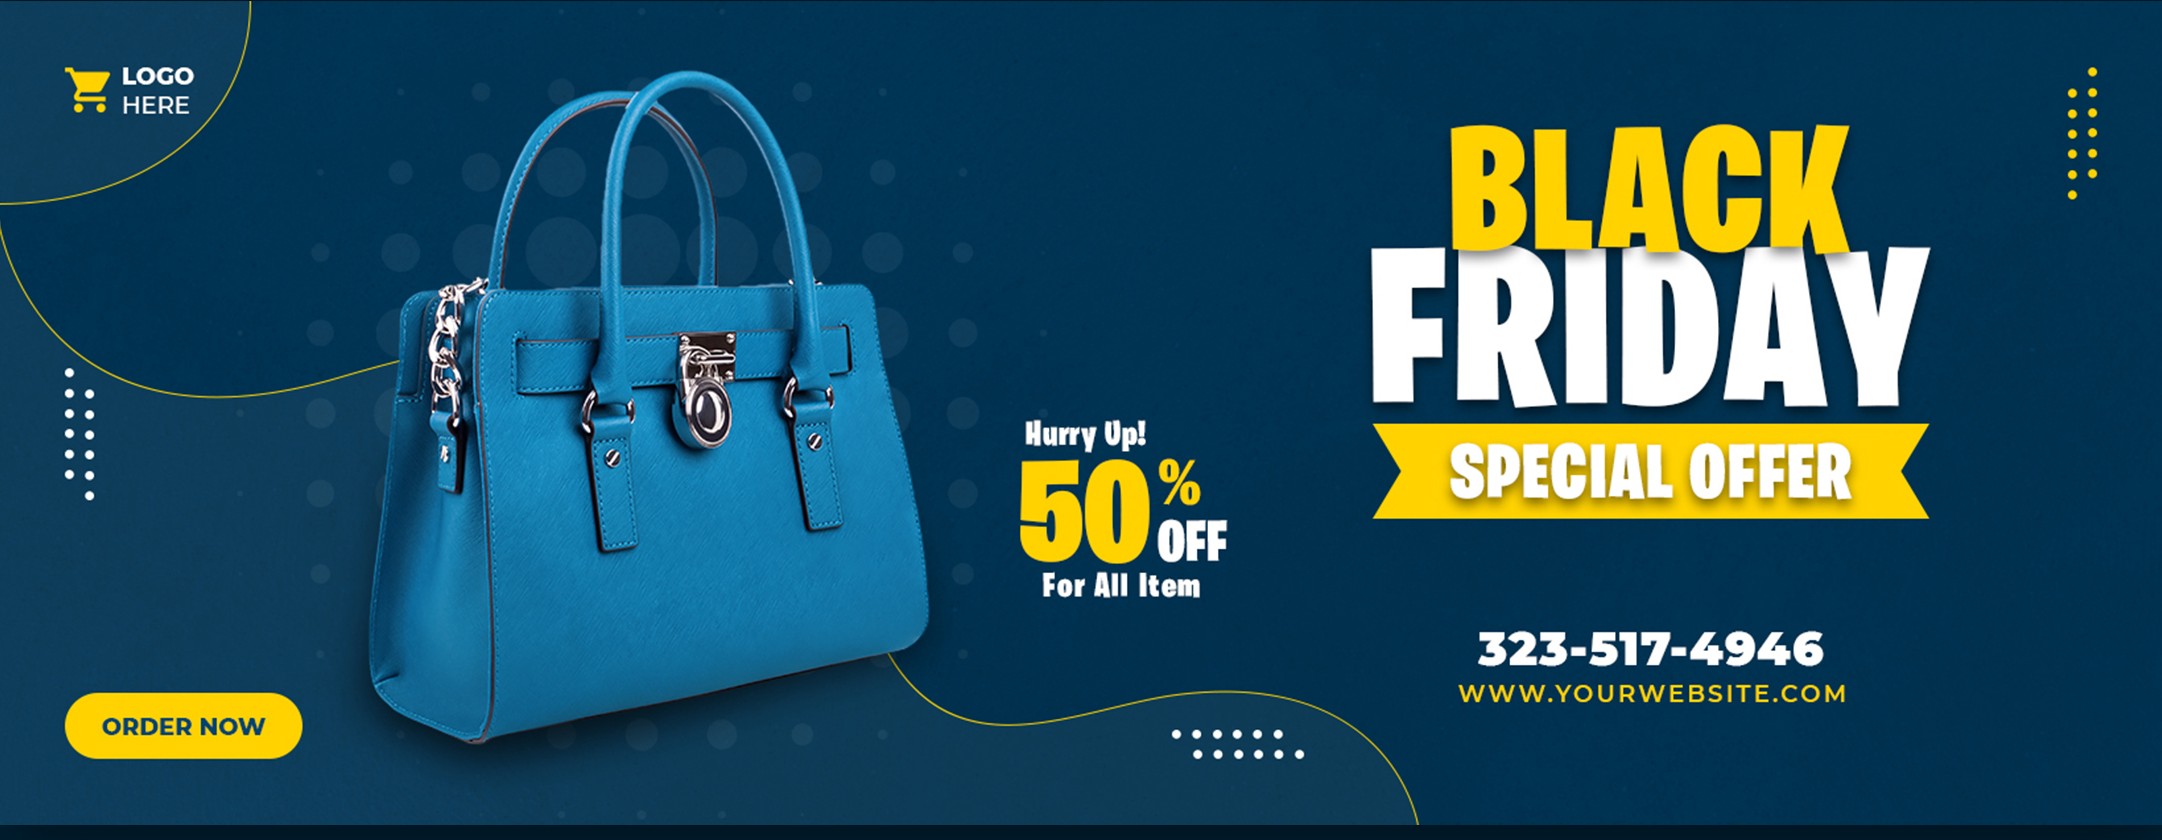 LOGO
HERE
BLACK
FRIDAY
SPECIAL OFFER
Hurry Up!
50%
OFF
For All Item
323-517-4946
WWW.YOURWEBSITE.COM
ORDER NOW